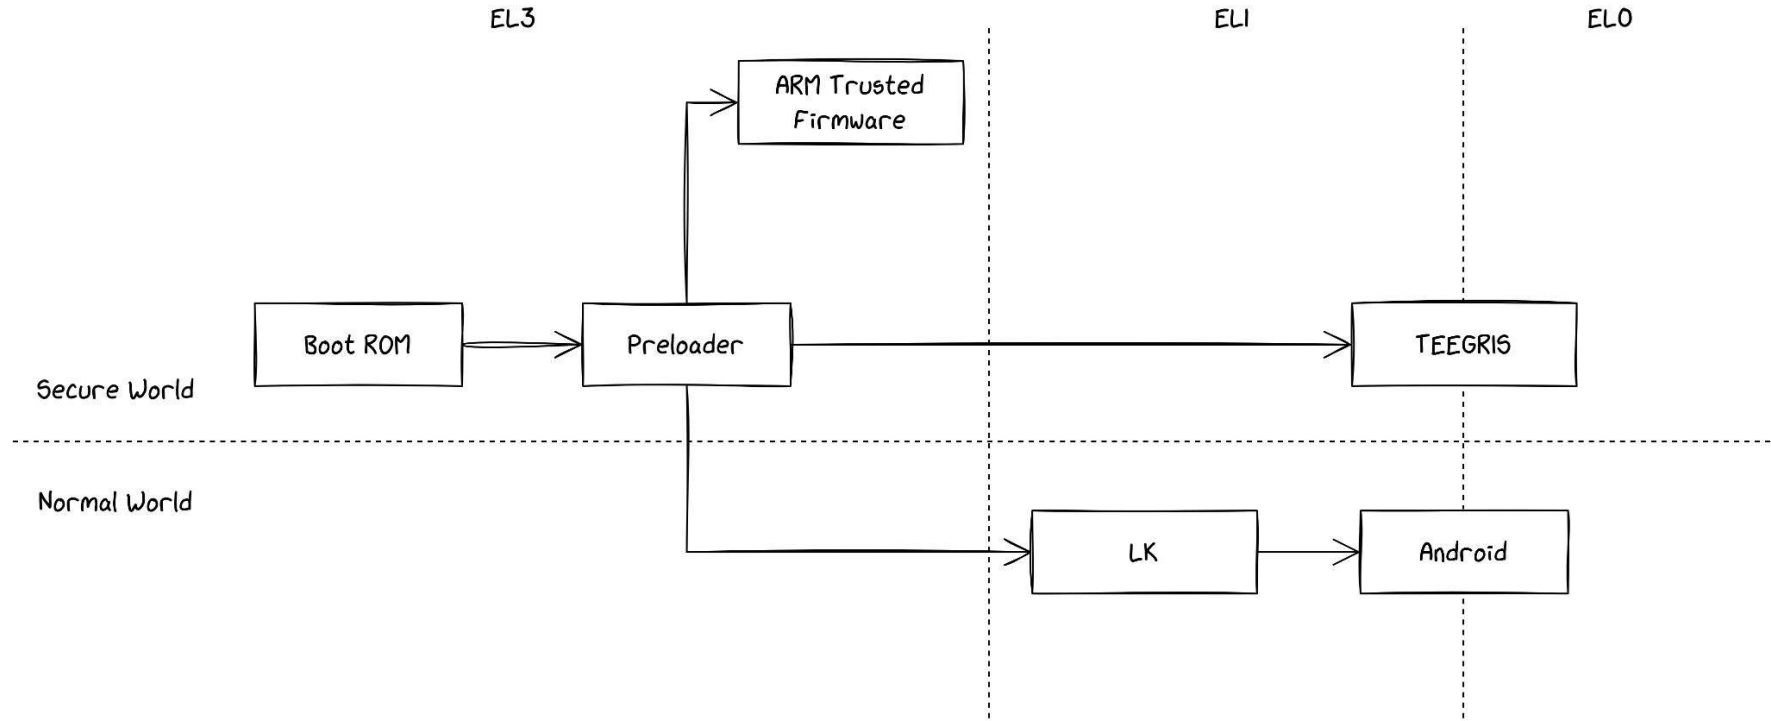 EL3
EL1
EL0
ARM Trusted
Firmware
Boot ROM
Preloader
TEEGRIS
Secure World
Normal World
LK
Android